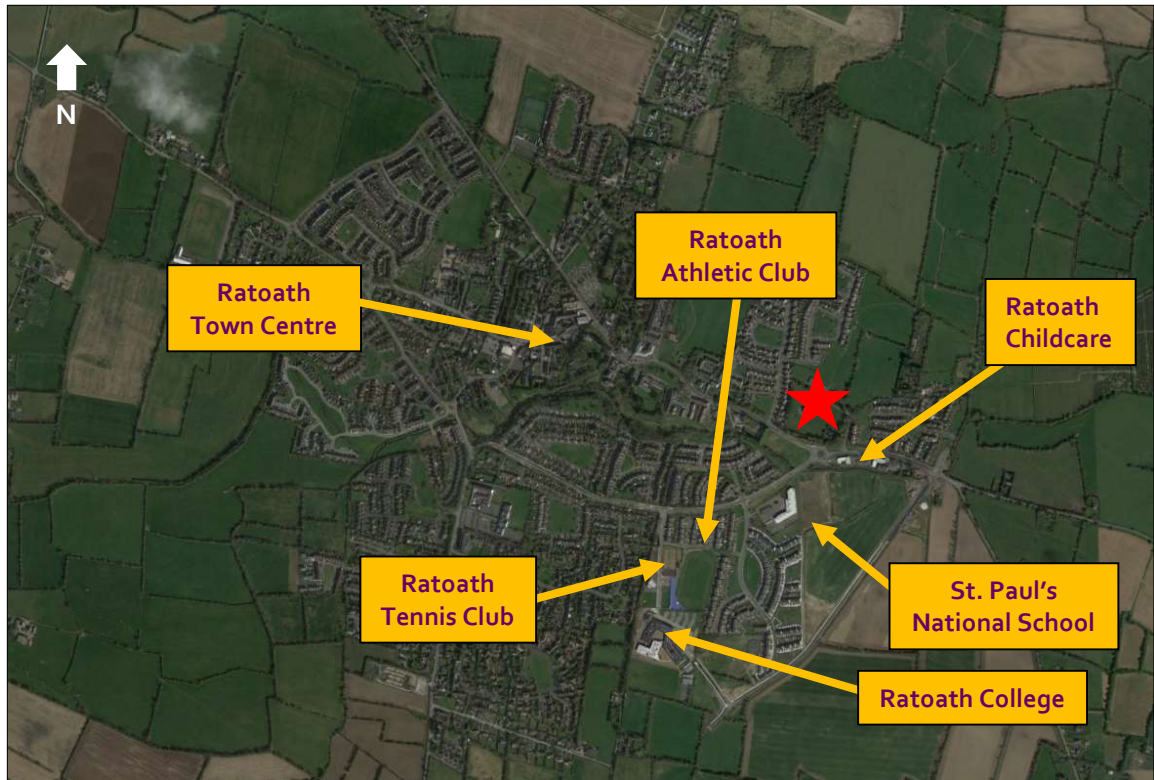 N
Ratoath
Athletic Club
Ratoath
Town Centre
Ratoath
Childcare
Ratoath
Tennis Club
St. Paul's
National School
Ratoath College